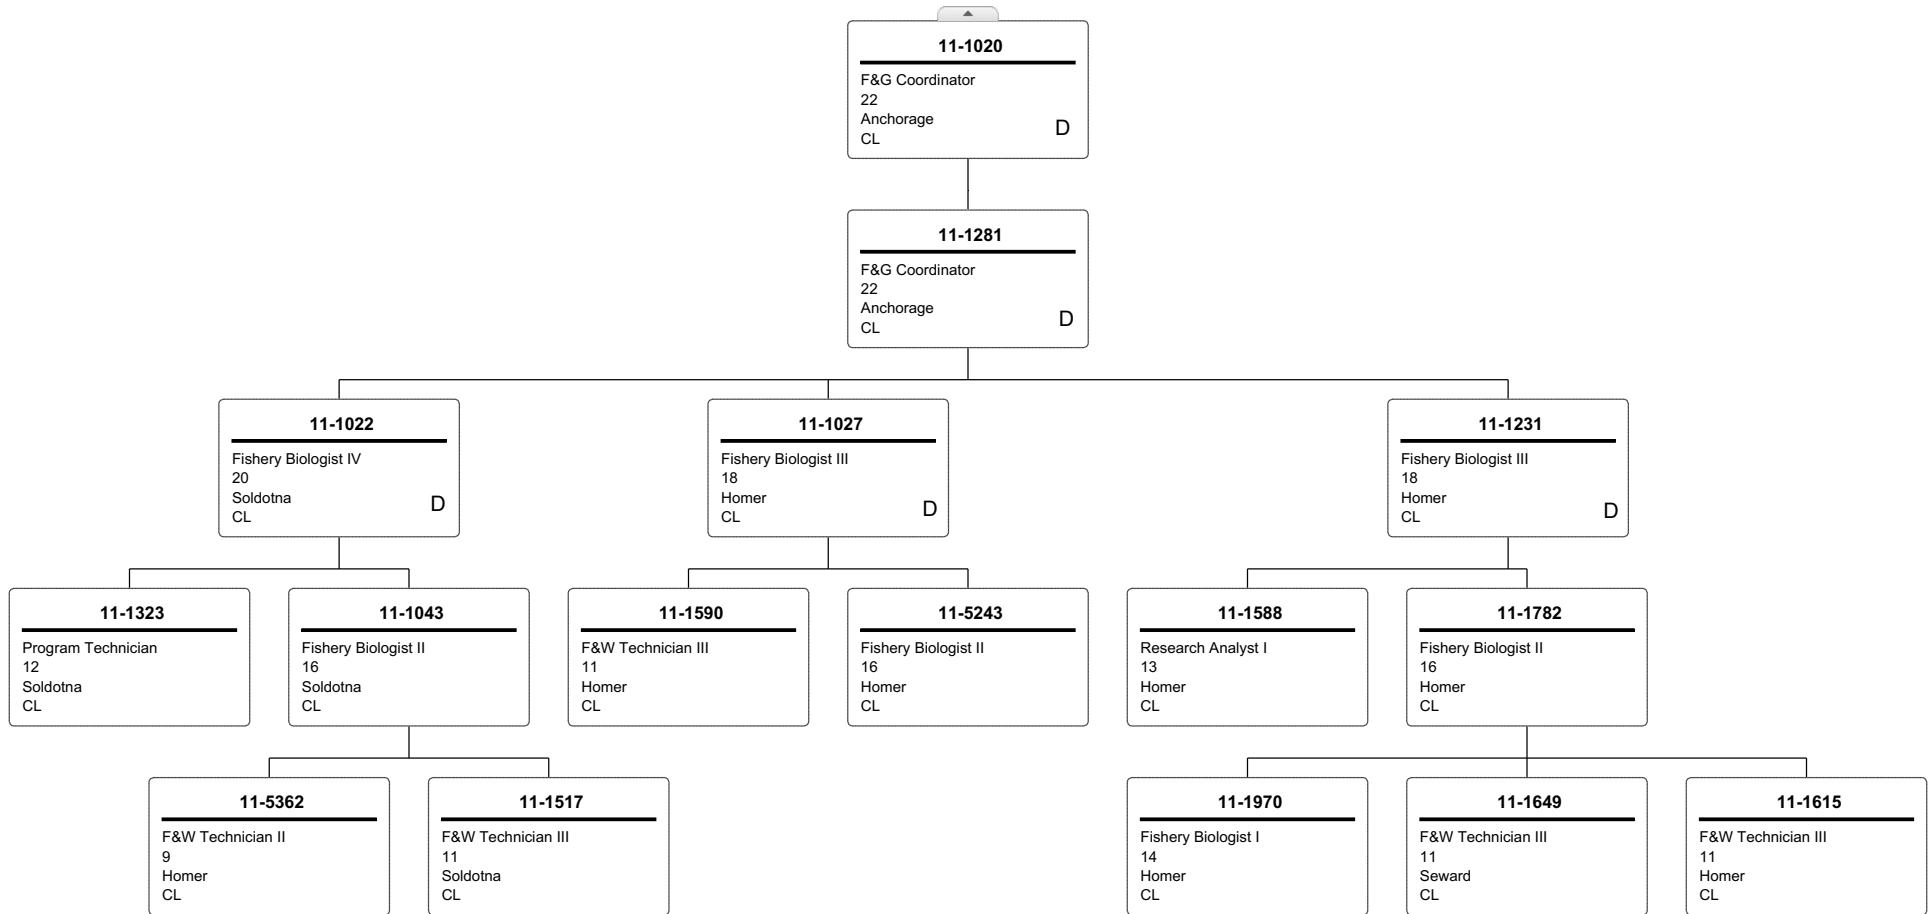 11-1020
F&G Coordinator
22
Anchorage
CL
D
11-1281
F&G Coordinator
22
Anchorage
CL
D
11-1022
Fishery Biologist IV
20
Soldotna
CL
D
11-1027
Fishery Biologist III
18
Homer
CL
D
11-1231
Fishery Biologist III
18
Homer
CL
D
11-1323
Program Technician
12
Soldotna
CL
11-1043
Fishery Biologist II
16
Soldotna
CL
11-1590
F&W Technician III
11
Homer
CL
11-5243
Fishery Biologist II
16
Homer
CL
11-1588
Research Analyst I
13
Homer
CL
11-1782
Fishery Biologist II
16
Homer
CL
11-5362
F&W Technician II
9
Homer
CL
11-1517
F&W Technician III
11
Soldotna
CL
11-1970
Fishery Biologist I
14
Homer
CL
11-1649
F&W Technician III
11
Seward
CL
11-1615
F&W Technician III
11
Homer
CL